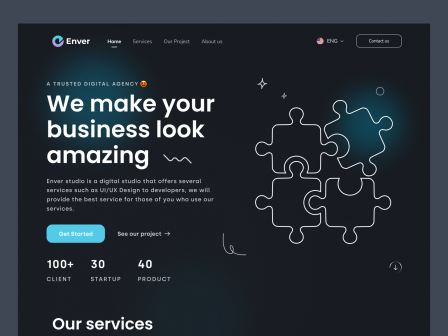 Enver
Home
Services
Our Project
About us
ENG
Contact us
A TRUSTED DIGITAL AGENCY
We make your
business look
amazing
Enver studio is a digital studio that offers several
services such as UI/UX Design to developers, we will
provide the best service for those of you who use our
services.
Get Started
See our project
100+
30
40
CLIENT
STARTUP
PRODUCT
Our services